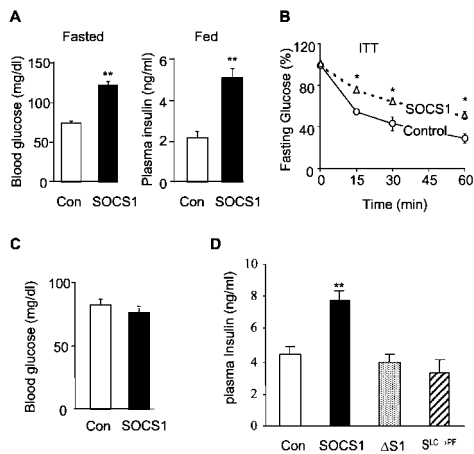 A
Fasted
Fed
Blood glucose (mg/dl)
150
100
50
0
**
Con
SOCS1
Plasma insulin (ng/ml)
6
4
2
0
**
Con
SOCS1
B
ITT
Fasting Glucose (%)
120
80
40
0
*
*
*
SOCS1
Control
0
15
30
45
60
Time (min)
C
Blood glucose (mg/dl)
100
50
0
Con
SOCS1
D
plasma Insulin (ng/ml)
10
8
6
4
2
0
**
Con
SOCS1
ΔS1